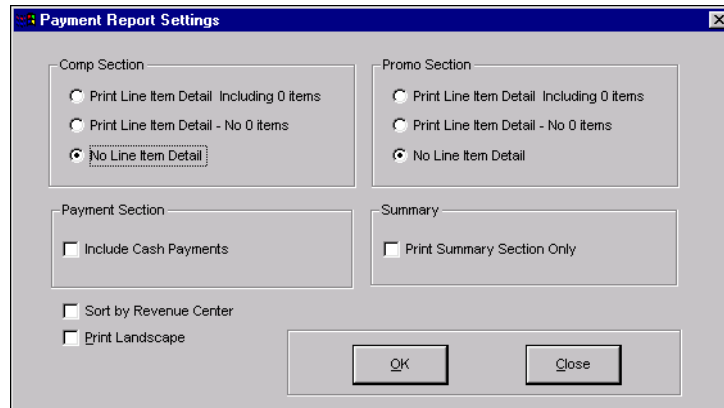 Payment Report Settings
Comp Section
Print Line Item Detail Including 0 items
Print Line Item Detail - No 0 items
No Line Item Detail
Promo Section
Print Line Item Detail Including 0 items
Print Line Item Detail - No 0 items
No Line Item Detail
Payment Section
Include Cash Payments
Summary
Print Summary Section Only
Sort by Revenue Center
Print Landscape
OK
Close